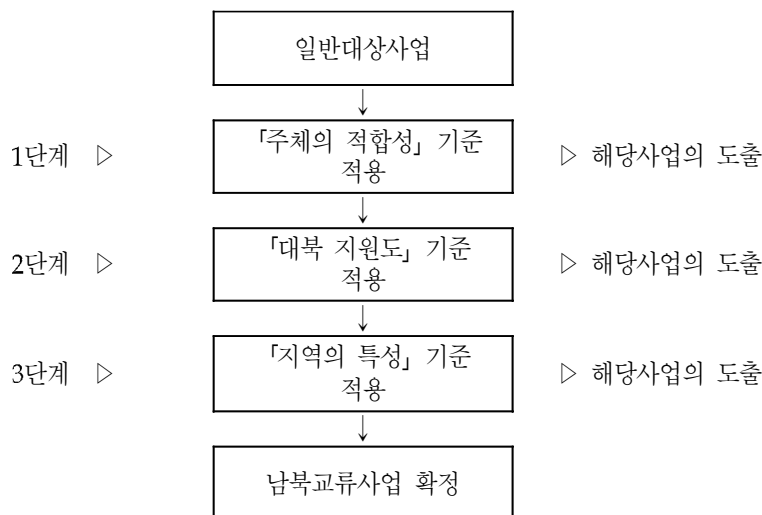 일반대상사업
↓
1단계 ▷ 「주체의 적합성」 기준 ▷ 해당사업의 도출
적용
↓
2단계 ▷ 「대북 지원도」 기준 ▷ 해당사업의 도출
적용
↓
3단계 ▷ 「지역의 특성」 기준 ▷ 해당사업의 도출
적용
↓
남북교류사업 확정